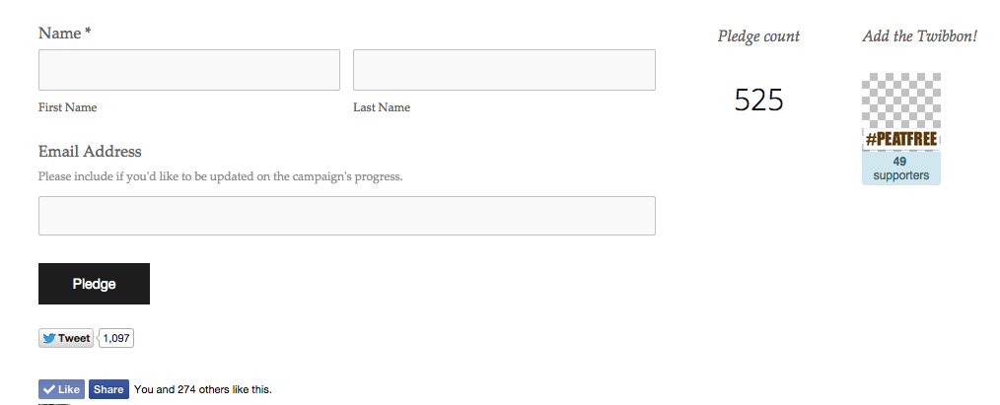 Name *
First Name
Last Name
Email Address
Please include if you'd like to be updated on the campaign's progress.
Pledge
Tweet 1,097
Like Share You and 274 others like this.
Pledge count
525
Add the Twibbon!
#PEATFREE
49
supporters